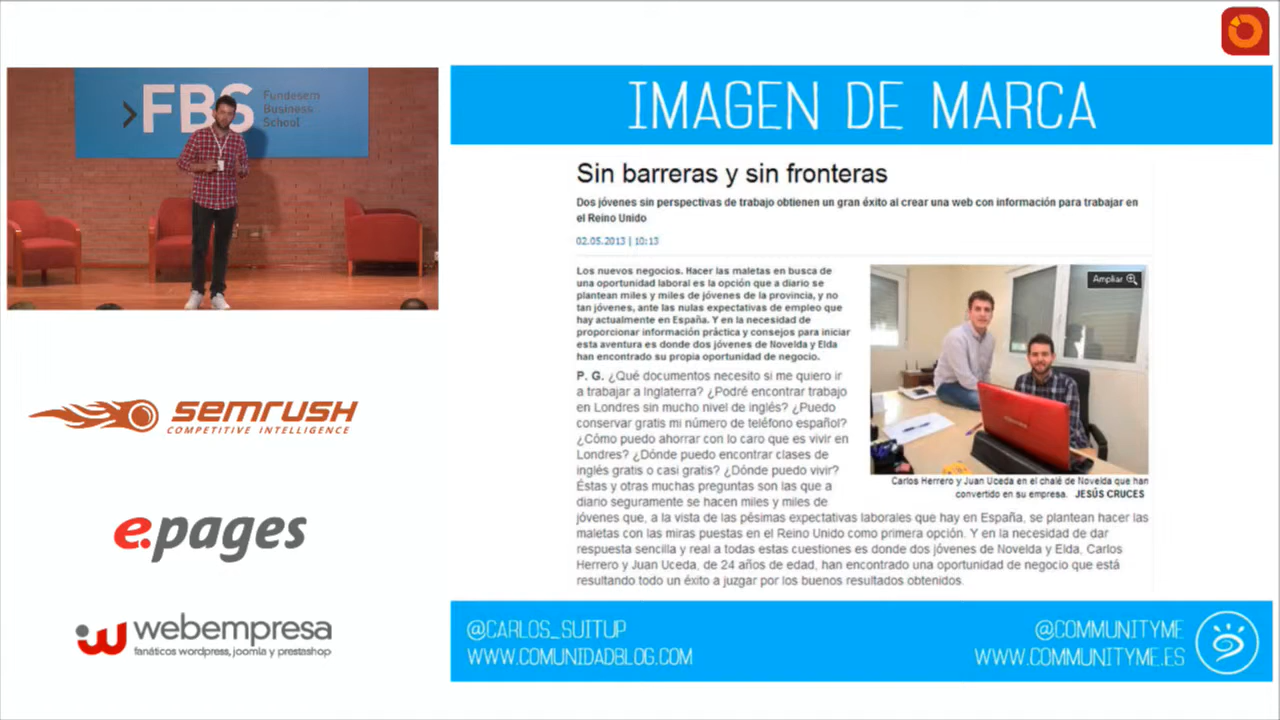 >FBS
Fundesem
Business
School
SEMRUSH
COMPETITIVE INTELLIGENCE
e.pages
webempresa
fanáticos wordpress, joomla y prestashop
IMAGEN DE MARCA
Sin barreras y sin fronteras
Dos jóvenes sin perspectivas de trabajo obtienen un gran éxito al crear una web con información para trabajar en
el Reino Unido
02.05.2013 | 10:13
Los nuevos negocios. Hacer las maletas en busca de
una oportunidad laboral es la opción que a diario se
plantean miles y miles de jóvenes de la provincia, y no
tan jóvenes, ante las nulas expectativas de empleo que
hay actualmente en España. Y en la necesidad de
proporcionar información práctica y consejos para iniciar
esta aventura es donde dos jóvenes de Novelda y Elda
han encontrado su propia oportunidad de negocio.
Ampliar
Carlos Herrero y Juan Uceda en el chalé de Novelda que han
convertido en su empresa. JESÚS CRUCES
P. G. ¿Qué documentos necesito si me quiero ir
a trabajar a Inglaterra? ¿Podré encontrar trabajo
en Londres sin mucho nivel de inglés? ¿Puedo
conservar gratis mi número de teléfono español?
¿Cómo puedo ahorrar con lo caro que es vivir en
Londres? ¿Dónde puedo encontrar clases de
inglés gratis o casi gratis? ¿Dónde puedo vivir?
Éstas y otras muchas preguntas son las que a
diario seguramente se hacen miles y miles de
jóvenes que, a la vista de las pésimas expectativas laborales que hay en España, se plantean hacer las
maletas con las miras puestas en el Reino Unido como primera opción. Y en la necesidad de dar
respuesta sencilla y real a todas estas cuestiones es donde dos jóvenes de Novelda y Elda, Carlos
Herrero y Juan Uceda, de 24 años de edad, han encontrado una oportunidad de negocio que está
resultando todo un éxito a juzgar por los buenos resultados obtenidos.
@CARLOS_SUITUP
WWW.COMUNIDADBLOG.COM
@COMMUNITYME
WWW.COMMUNITYME.ES